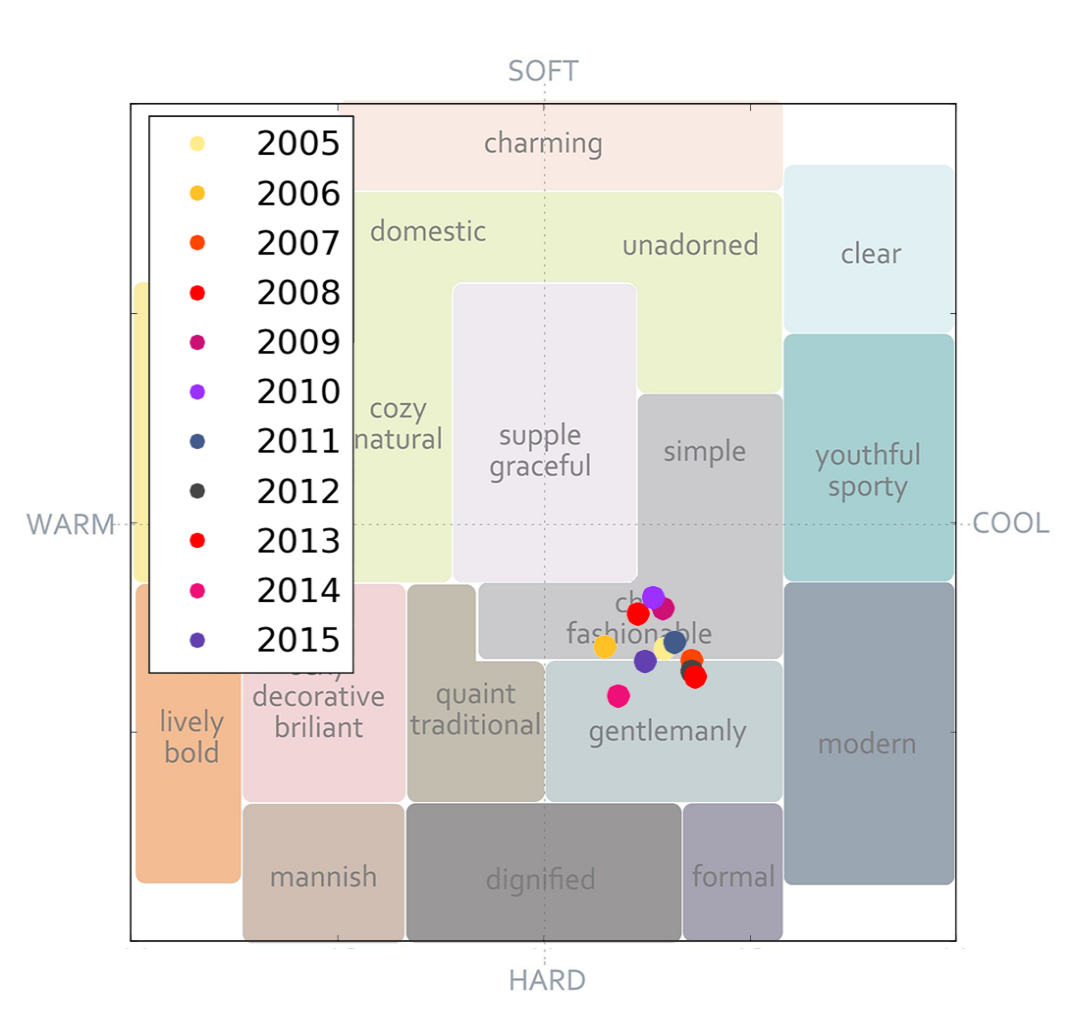 SOFT
charming
2005
2006
2007
2008
2009
2010
2011
2012
2013
2014
2015
domestic
unadorned
clear
cozy
natural
supple
graceful
simple
youthful
sporty
WARM
COOL
fashionable
decorative
briliant
lively
bold
quaint
traditional
gentlemanly
modern
mannish
dignified
formal
HARD